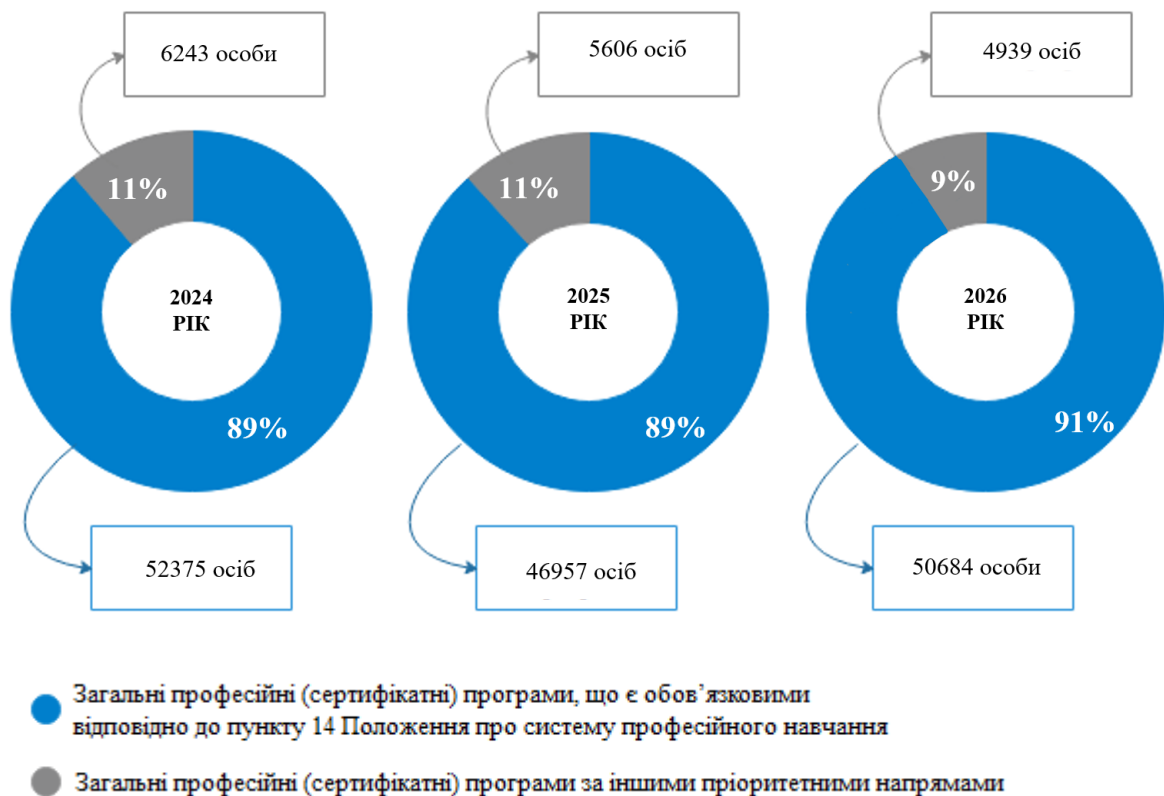 6243 особи
5606 осіб
4939 осіб
11%
11%
9%
2024
РІК
2025
РІК
2026
РІК
89%
89%
91%
52375 осіб
46957 осіб
50684 особи
Загальні професійні (сертифікатні) програми, що є обов’язковими
відповідно до пункту 14 Положення про систему професійного навчання
Загальні професійні (сертифікатні) програми за іншими пріоритетними напрямами